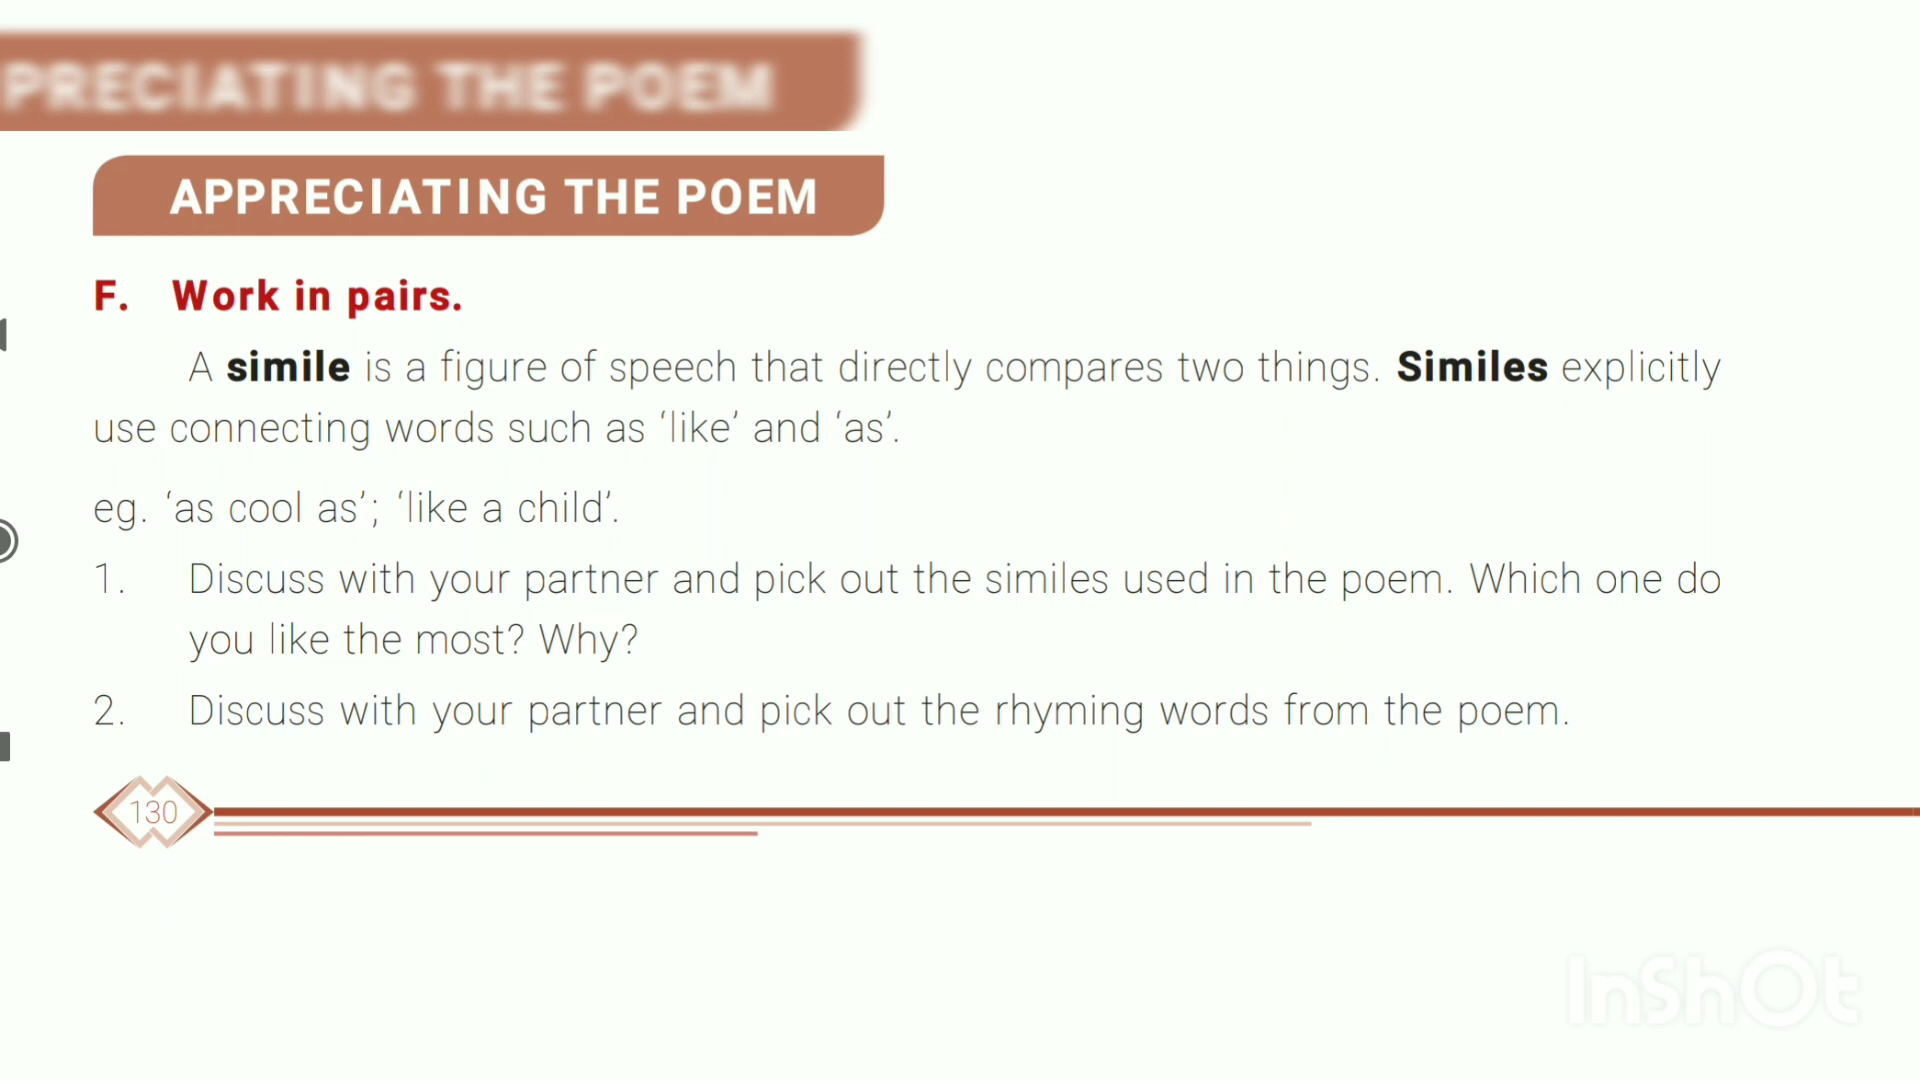 PRECIATING THE POEM
APPRECIATING THE POEM
F. Work in pairs.
A simile is a figure of speech that directly compares two things. Similes explicitly
use connecting words such as ‘like’ and ‘as’.
eg. ‘as cool as’; ‘like a child’.
1. Discuss with your partner and pick out the similes used in the poem. Which one do
you like the most? Why?
2. Discuss with your partner and pick out the rhyming words from the poem.
130
InShOt